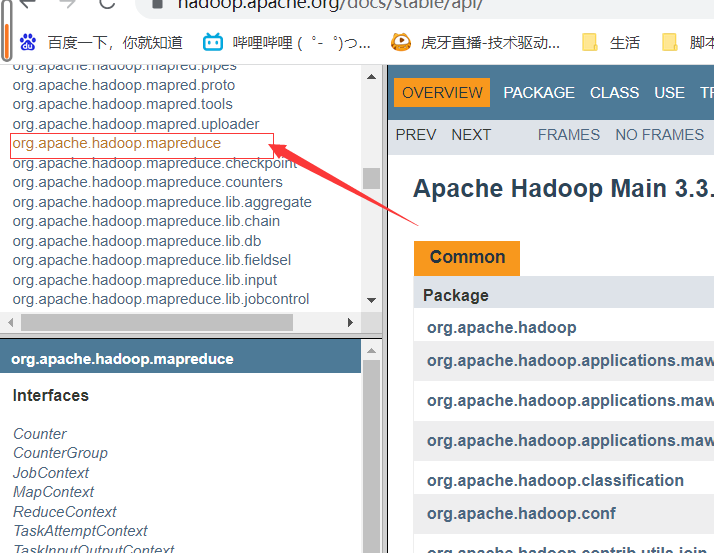 hadoop.apache.org/docs/stable/api/
百度一下，你就知道
哔哩哔哩 ( ゜- ゜)つ...
虎牙直播-技术驱动...
生活
脚本
org.apache.hadoop.mapred.pipes
org.apache.hadoop.mapred.proto
org.apache.hadoop.mapred.tools
org.apache.hadoop.mapred.uploader
org.apache.hadoop.mapreduce
org.apache.hadoop.mapreduce.checkpoint
org.apache.hadoop.mapreduce.counters
org.apache.hadoop.mapreduce.lib.aggregate
org.apache.hadoop.mapreduce.lib.chain
org.apache.hadoop.mapreduce.lib.db
org.apache.hadoop.mapreduce.lib.fieldsel
org.apache.hadoop.mapreduce.lib.input
org.apache.hadoop.mapreduce.lib.jobcontrol
org.apache.hadoop.mapreduce
Interfaces
Counter
CounterGroup
JobContext
MapContext
ReduceContext
TaskAttemptContext
TaskInputOutputContext
OVERVIEW PACKAGE CLASS USE TR
PREV NEXT FRAMES NO FRAMES
Apache Hadoop Main 3.3.
Common
Package
org.apache.hadoop
org.apache.hadoop.applications.maw
org.apache.hadoop.applications.maw
org.apache.hadoop.applications.maw
org.apache.hadoop.classification
org.apache.hadoop.conf
org.apache.hadoop.contrib.utils.join